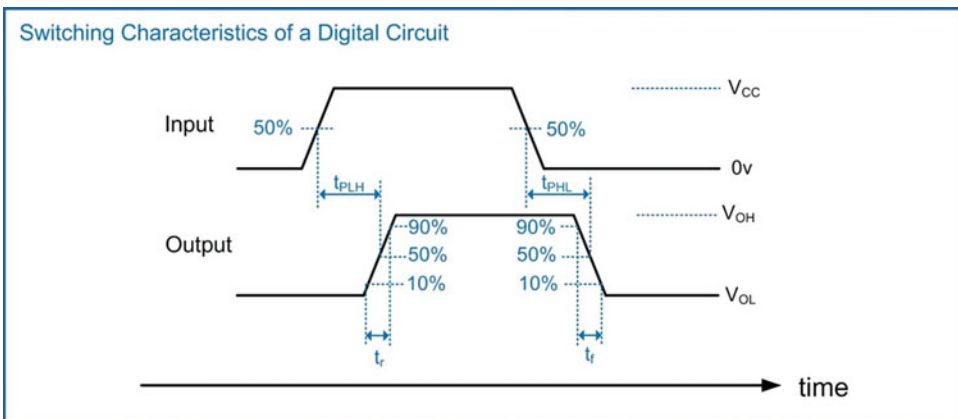 Switching Characteristics of a Digital Circuit
Input
50%
50%
VCC
0v
tPLH
tPHL
Output
90%
50%
10%
90%
50%
10%
VOH
VOL
tr
tf
time